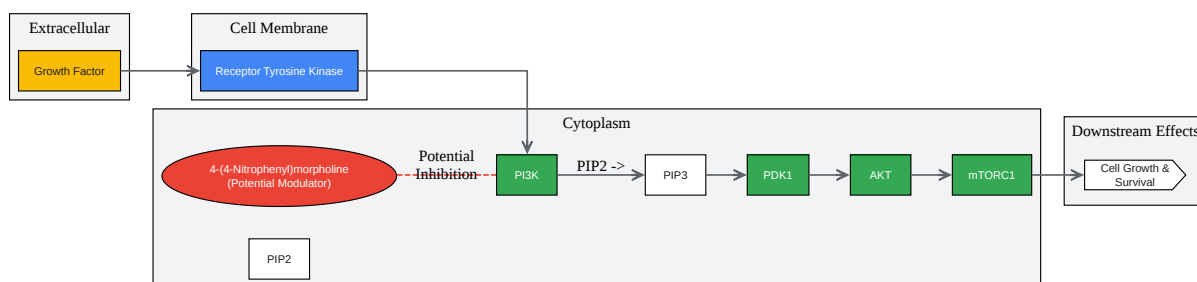 Extracellular
Growth Factor
Cell Membrane
Receptor Tyrosine Kinase
Cytoplasm
4-(4-Nitrophenyl)morpholine
(Potential Modulator)
Potential
Inhibition
PI3K
PIP2 ->
PIP3
PDK1
AKT
mTORC1
Downstream Effects
Cell Growth &
Survival
PIP2